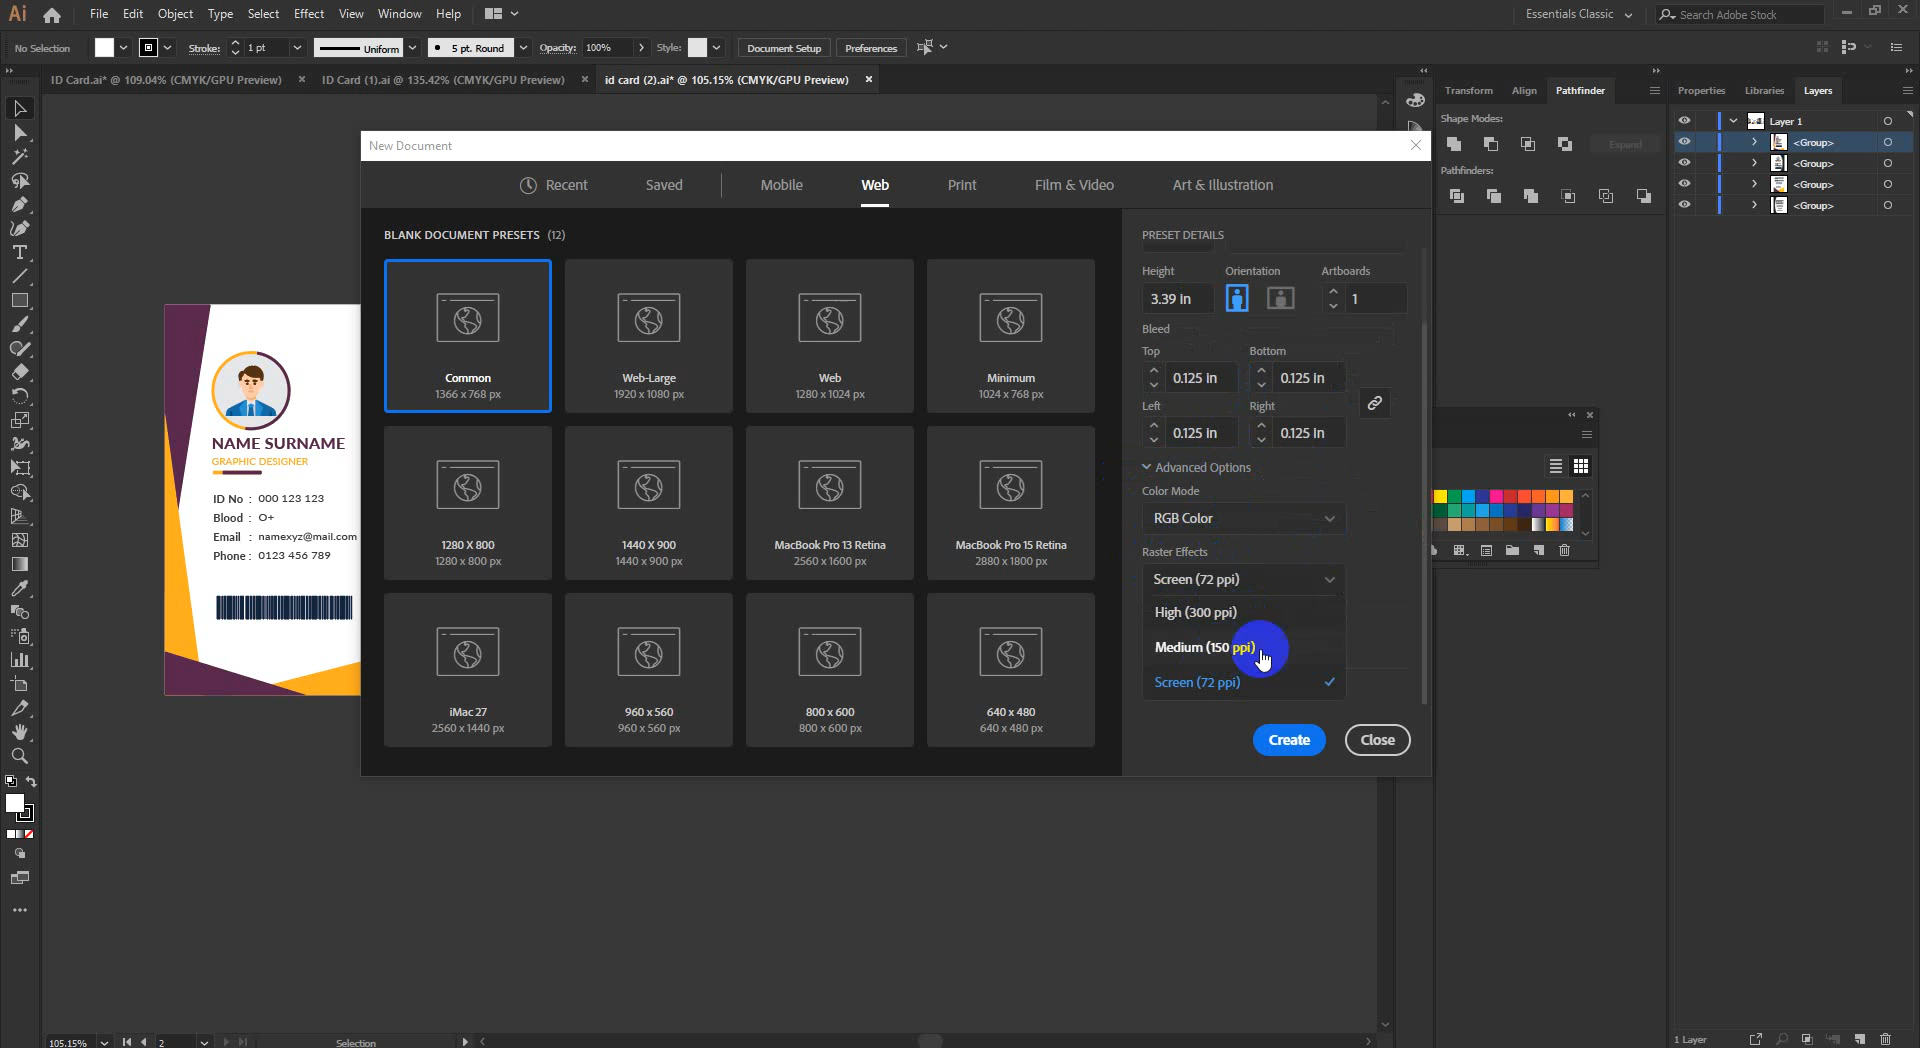 Ai File Edit Object Type Select Effect View Window Help Essentials Classic Search Adobe Stock
No Selection Stroke: 1 pt Uniform 5 pt. Round Opacity: 100% Style: Document Setup Preferences
ID Card.ai* @ 109.04% (CMYK/GPU Preview) ID Card (1).ai @ 135.42% (CMYK/GPU Preview) id card (2).ai* @ 105.15% (CMYK/GPU Preview)
Transform Align Pathfinder
Shape Modes:
Expand
Pathfinders:
Properties Libraries Layers
Layer 1
<Group>
<Group>
<Group>
<Group>
New Document
Recent Saved Mobile Web Print Film & Video Art & Illustration
BLANK DOCUMENT PRESETS (12)
Common
1366 x 768 px
Web-Large
1920 x 1080 px
Web
1280 x 1024 px
Minimum
1024 x 768 px
1280 X 800
1280 x 800 px
1440 X 900
1440 x 900 px
MacBook Pro 13 Retina
2560 x 1600 px
MacBook Pro 15 Retina
2880 x 1800 px
iMac 27
2560 x 1440 px
960 x 560
960 x 560 px
800 x 600
800 x 600 px
640 x 480
640 x 480 px
PRESET DETAILS
Height Orientation Artboards
3.39 in 1
Bleed
Top Bottom
0.125 in 0.125 in
Left Right
0.125 in 0.125 in
Advanced Options
Color Mode
RGB Color
Raster Effects
Screen (72 ppi)
High (300 ppi)
Medium (150 ppi)
Screen (72 ppi)
Create Close
NAME SURNAME
GRAPHIC DESIGNER
ID No : 000 123 123
Blood : O+
Email : namexyz@mail.com
Phone : 0123 456 789
105.15% 2 Selection
1 Layer